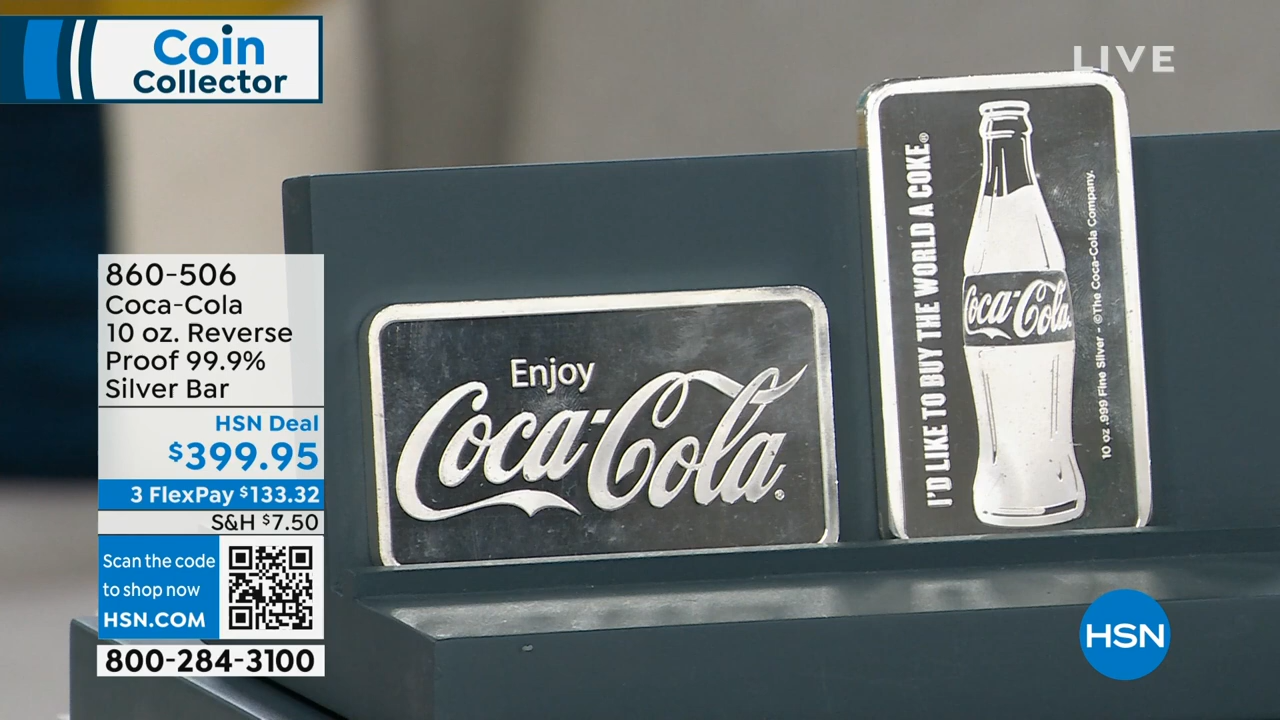 Coin
Collector
LIVE
860-506
Coca-Cola
10 oz. Reverse
Proof 99.9%
Silver Bar
HSN Deal
$399.95
3 FlexPay $133.32
S&H $7.50
Scan the code
to shop now
HSN.COM
800-284-3100
Enjoy
Coca-Cola®
I'D LIKE TO BUY THE WORLD A COKE.®
Coca-Cola
10 oz .999 Fine Silver - ©The Coca-Cola Company.
HSN